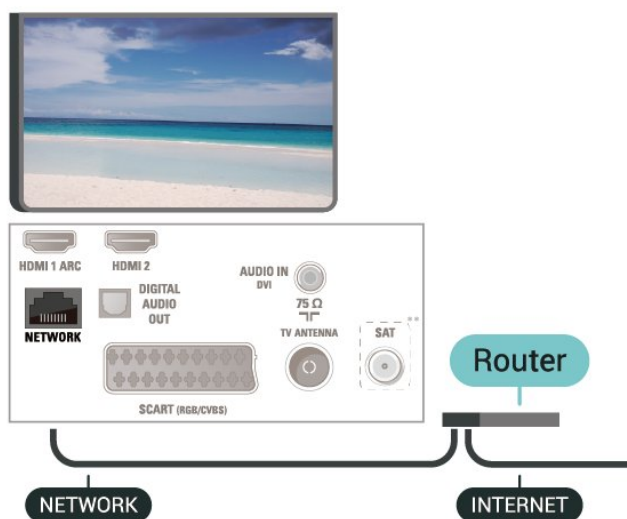 HDMI 1 ARC
HDMI 2
NETWORK
DIGITAL
AUDIO
OUT
AUDIO IN
DVI
75 Ω
TV ANTENNA
SAT
**
SCART (RGB/CVBS)
Router
NETWORK
INTERNET